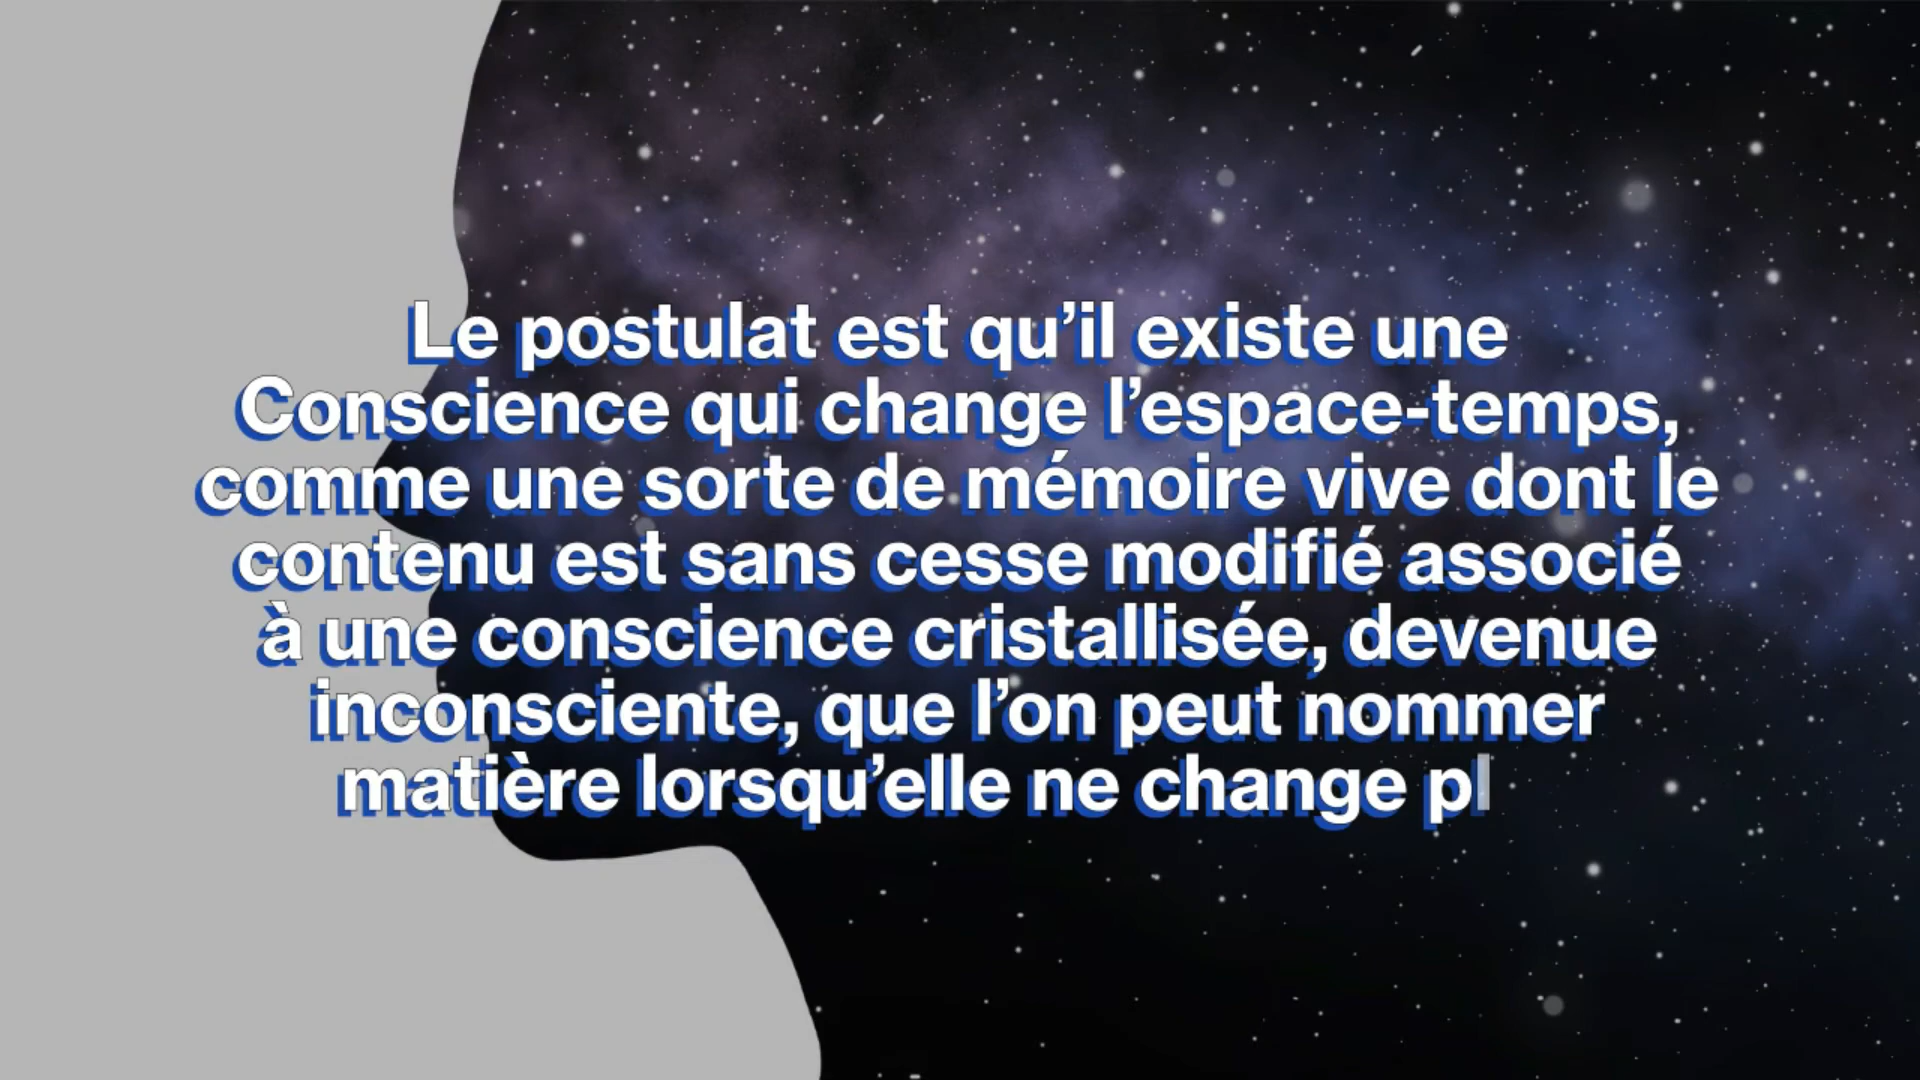 Le postulat est qu’il existe une
Conscience qui change l’espace-temps,
comme une sorte de mémoire vive dont le
contenu est sans cesse modifié associé
à une conscience cristallisée, devenue
inconsciente, que l’on peut nommer
matière lorsqu’elle ne change pl